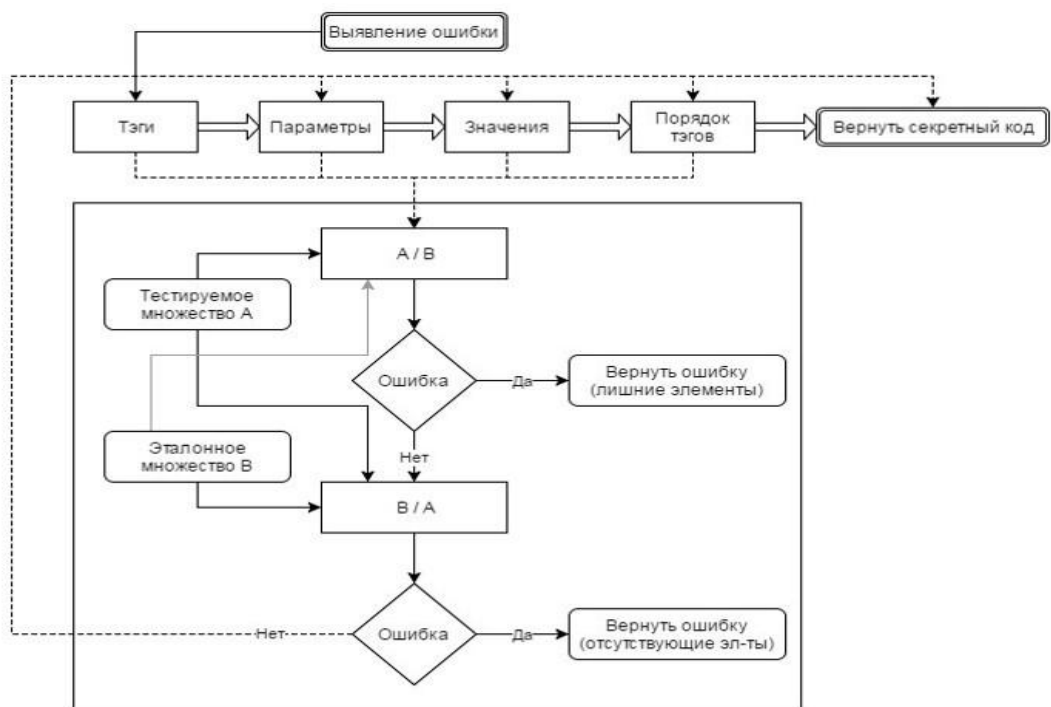 Выявление ошибки
Тэги
Параметры
Значения
Порядок
тэгов
Вернуть секретный код
A / B
Тестируемое
множество A
Ошибка
Да
Вернуть ошибку
(лишние элементы)
Эталонное
множество B
Нет
B / A
Нет
Ошибка
Да
Вернуть ошибку
(отсутствующие эл-ты)